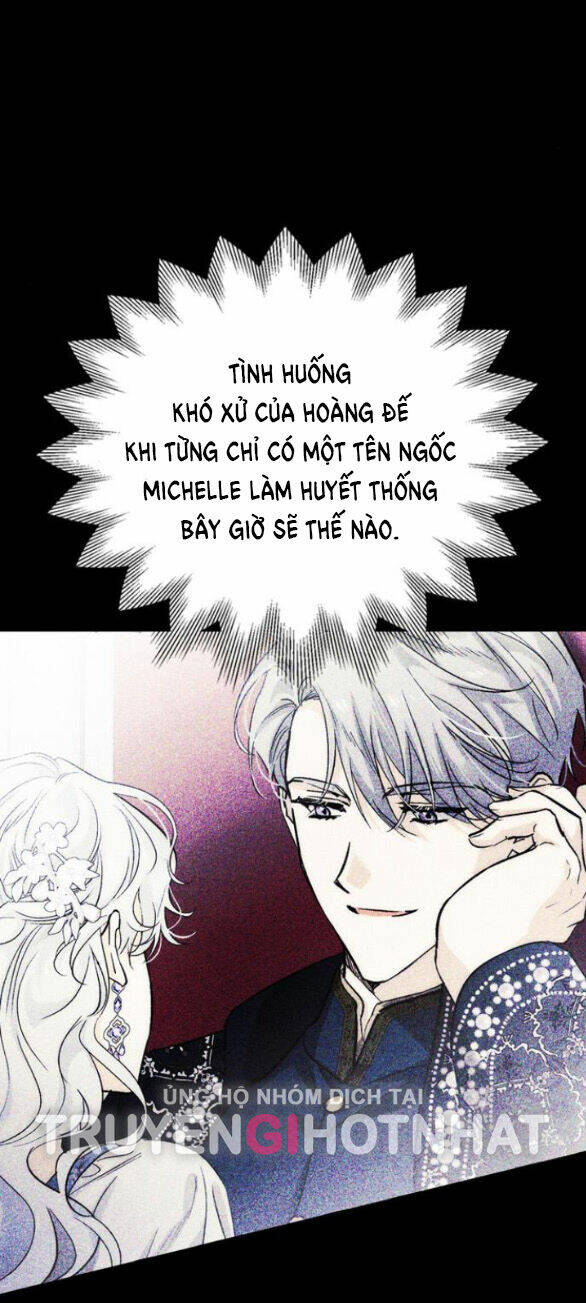 TÌNH HUỐNG
KHÓ XỬ CỦA HOÀNG ĐẾ
KHI TỪNG CHỈ CÓ MỘT TÊN NGỐC
MICHELLE LÀM HUYẾT THỐNG
BÂY GIỜ SẼ THẾ NÀO.
ỦNG HỘ NHÓM DỊCH TẠI
TRUYENGIHOTNHAT